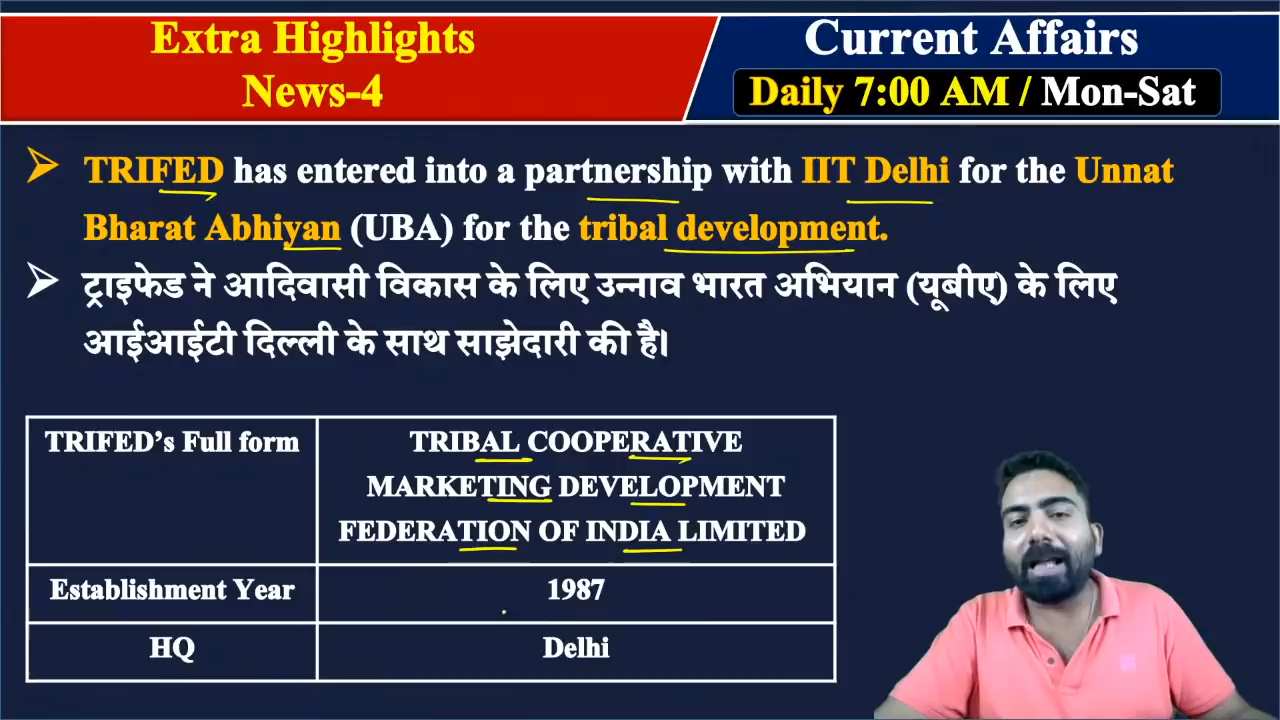 Extra Highlights
News-4
Current Affairs
Daily 7:00 AM / Mon-Sat
TRIFED has entered into a partnership with IIT Delhi for the Unnat
Bharat Abhiyan (UBA) for the tribal development.
ट्राइफेड ने आदिवासी विकास के लिए उन्नाव भारत अभियान (यूबीए) के लिए
आईआईटी दिल्ली के साथ साझेदारी की है।
TRIFED’s Full form
TRIBAL COOPERATIVE
MARKETING DEVELOPMENT
FEDERATION OF INDIA LIMITED
Establishment Year
1987
HQ
Delhi